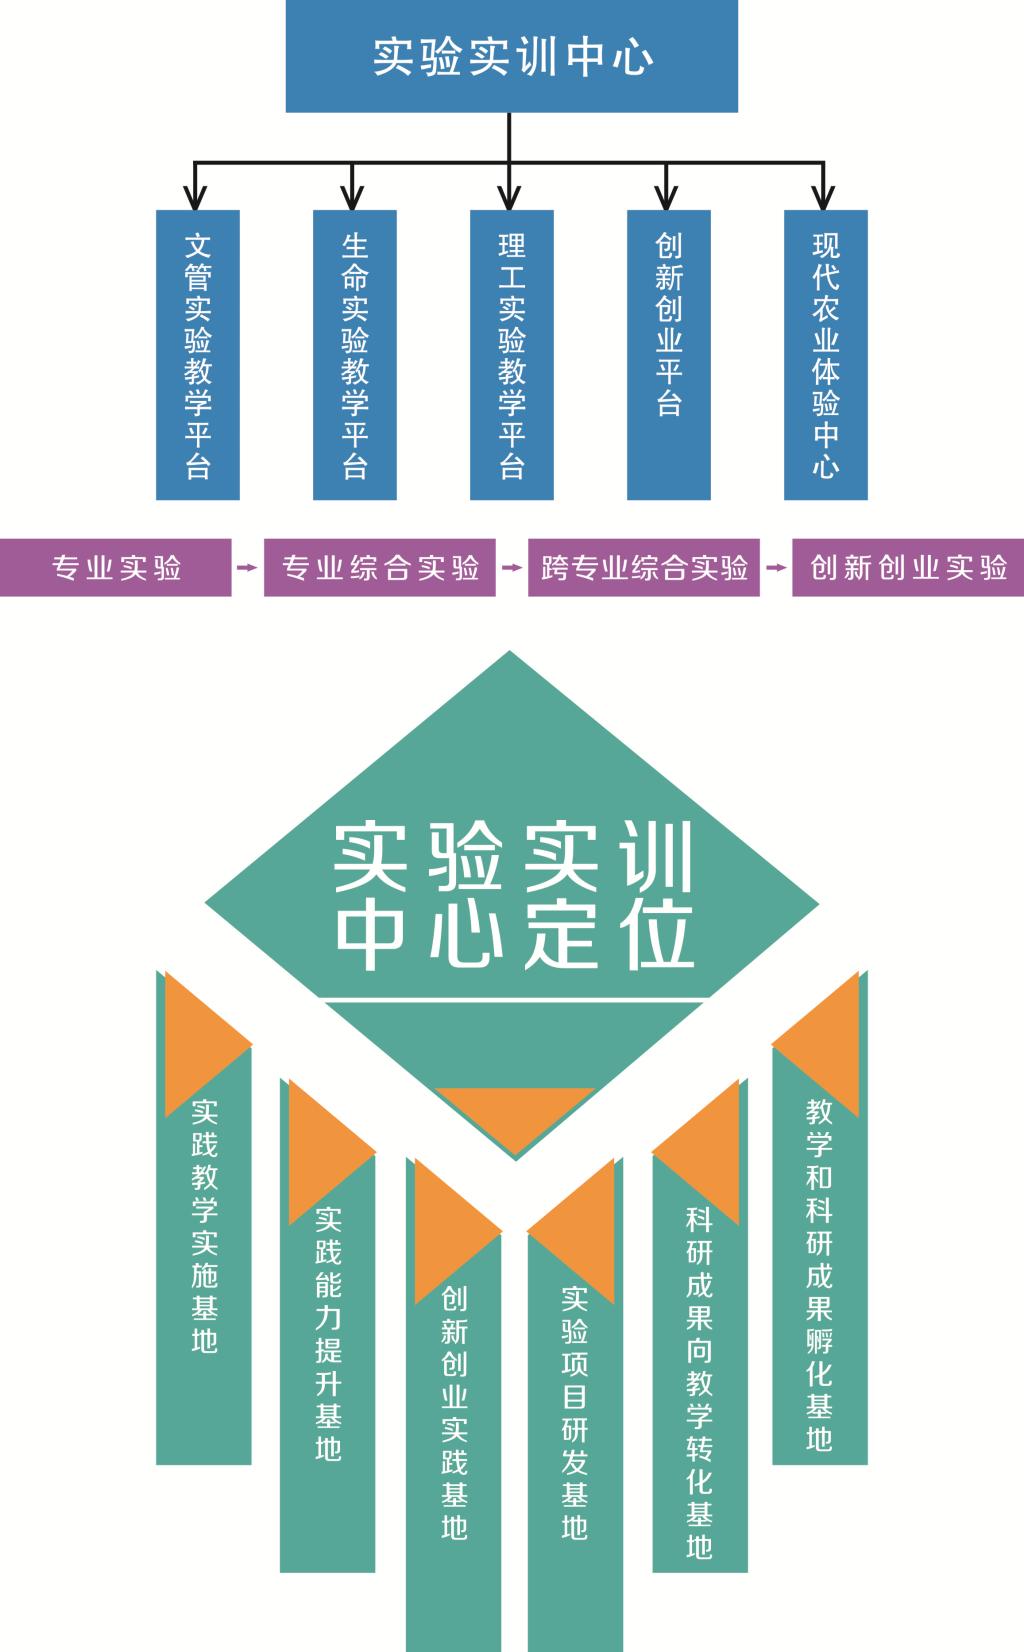 实验实训中心
文管实验教学平台
生命实验教学平台
理工实验教学平台
创新创业平台
现代农业体验中心
专业实验
专业综合实验
跨专业综合实验
创新创业实验
实验实训
中心定位
实践教学实施基地
实践能力提升基地
创新创业实践基地
实验项目研发基地
科研成果向教学转化基地
教学和科研成果孵化基地